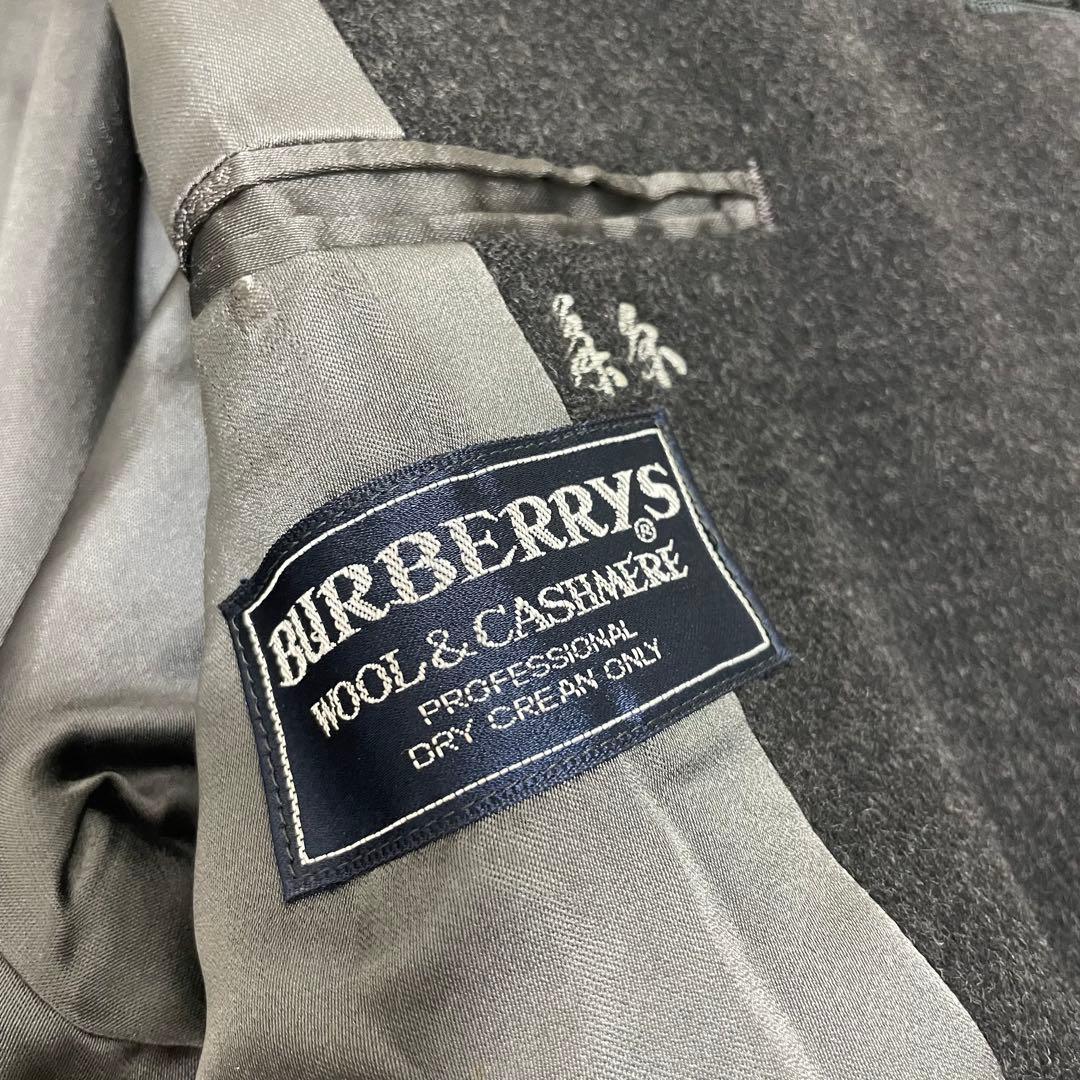 BURBERRYS®
WOOL & CASHMERE
PROFESSIONAL
DRY CREAN ONLY